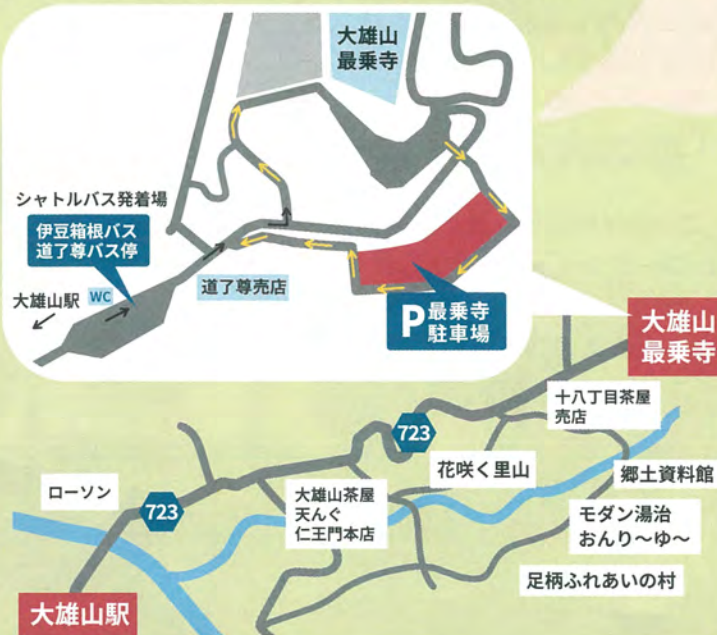 大雄山
最乗寺
シャトルバス発着場
伊豆箱根バス
道了尊バス停
大雄山駅
WC
道了尊売店
P 最乗寺
駐車場
大雄山
最乗寺
十八丁目茶屋
売店
723
花咲く里山
郷土資料館
ローソン
723
大雄山茶屋
天んぐ
仁王門本店
モダン湯治
おんり～ゆ～
足柄ふれあいの村
大雄山駅